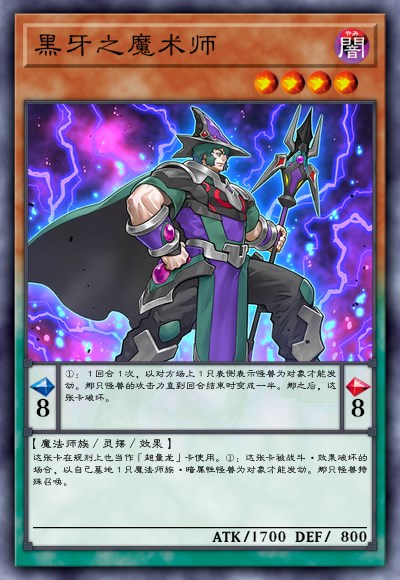 黑牙之魔术师
やみ
闇
①：1回合1次，以对方场上1只表侧表示怪兽为对象才能发
动。那只怪兽的攻击力直到回合结束时变成一半。那之后，这
张卡破坏。
8
8
【魔法师族／灵摆／效果】
这张卡在规则上也当作「超量龙」卡使用。①：这张卡被战斗·效果破坏的
场合，以自己墓地1只魔法师族·暗属性怪兽为对象才能发动。那只怪兽特
殊召唤。
ATK/1700 DEF/ 800